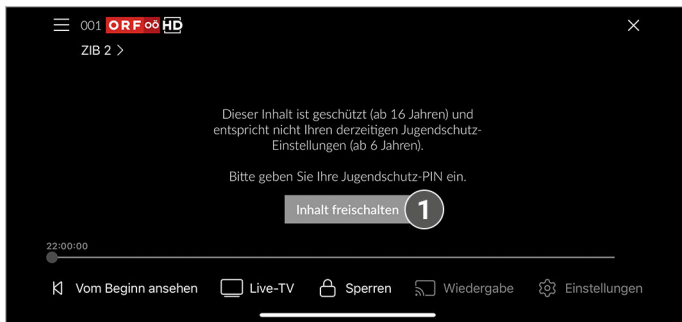 001 ORF oö HD
ZIB 2 >
Dieser Inhalt ist geschützt (ab 16 Jahren) und
entspricht nicht Ihren derzeitigen Jugendschutz-
Einstellungen (ab 6 Jahren).
Bitte geben Sie Ihre Jugendschutz-PIN ein.
Inhalt freischalten 1
22:00:00
Vom Beginn ansehen Live-TV Sperren Wiedergabe Einstellungen